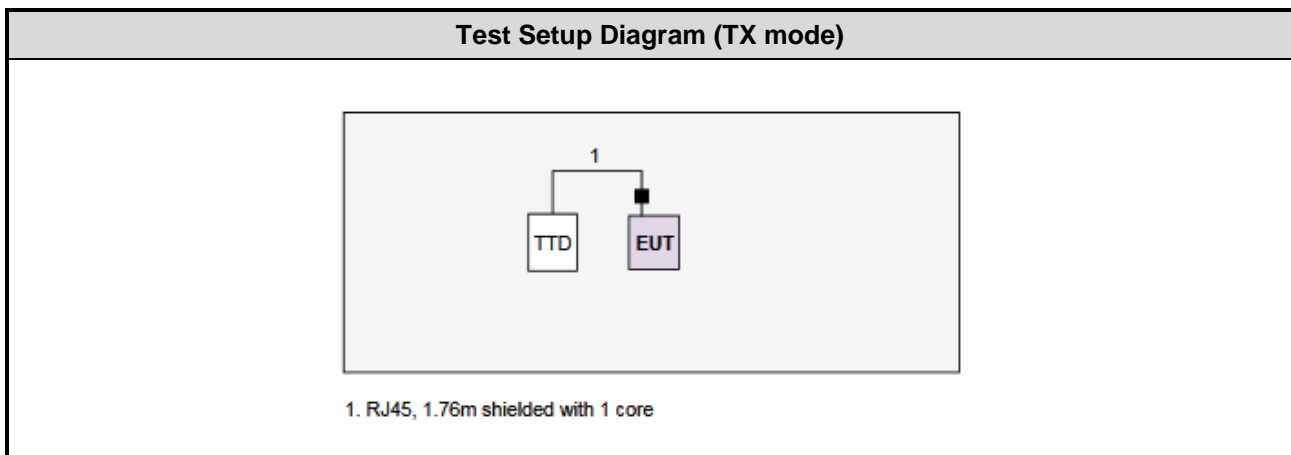 Test Setup Diagram (TX mode)
1
TTD
EUT
1. RJ45, 1.76m shielded with 1 core